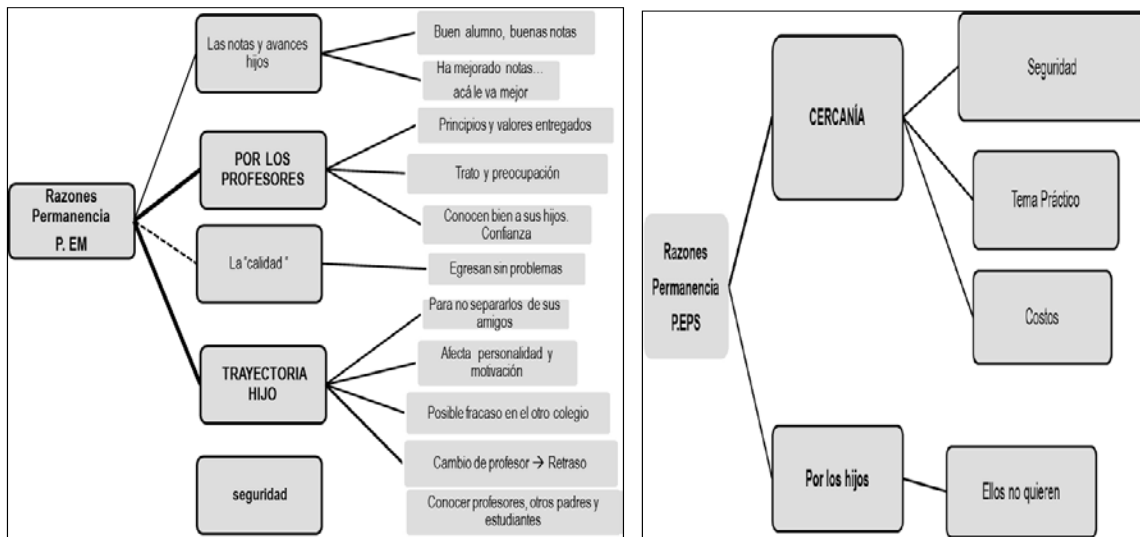 Razones
Permanencia
P. EM
Las notas y avances
hijos
Buen alumno, buenas notas
Ha mejorado notas...
acá le va mejor
POR LOS
PROFESORES
Principios y valores entregados
Trato y preocupación
Conocen bien a sus hijos.
Confianza
La "calidad "
Egresan sin problemas
TRAYECTORIA
HIJO
Para no separarlos de sus
amigos
Afecta personalidad y
motivación
Posible fracaso en el otro colegio
Cambio de profesor → Retraso
seguridad
Conocer profesores, otros padres y
estudiantes
Razones
Permanencia
P.EPS
CERCANÍA
Seguridad
Tema Práctico
Costos
Por los hijos
Ellos no quieren